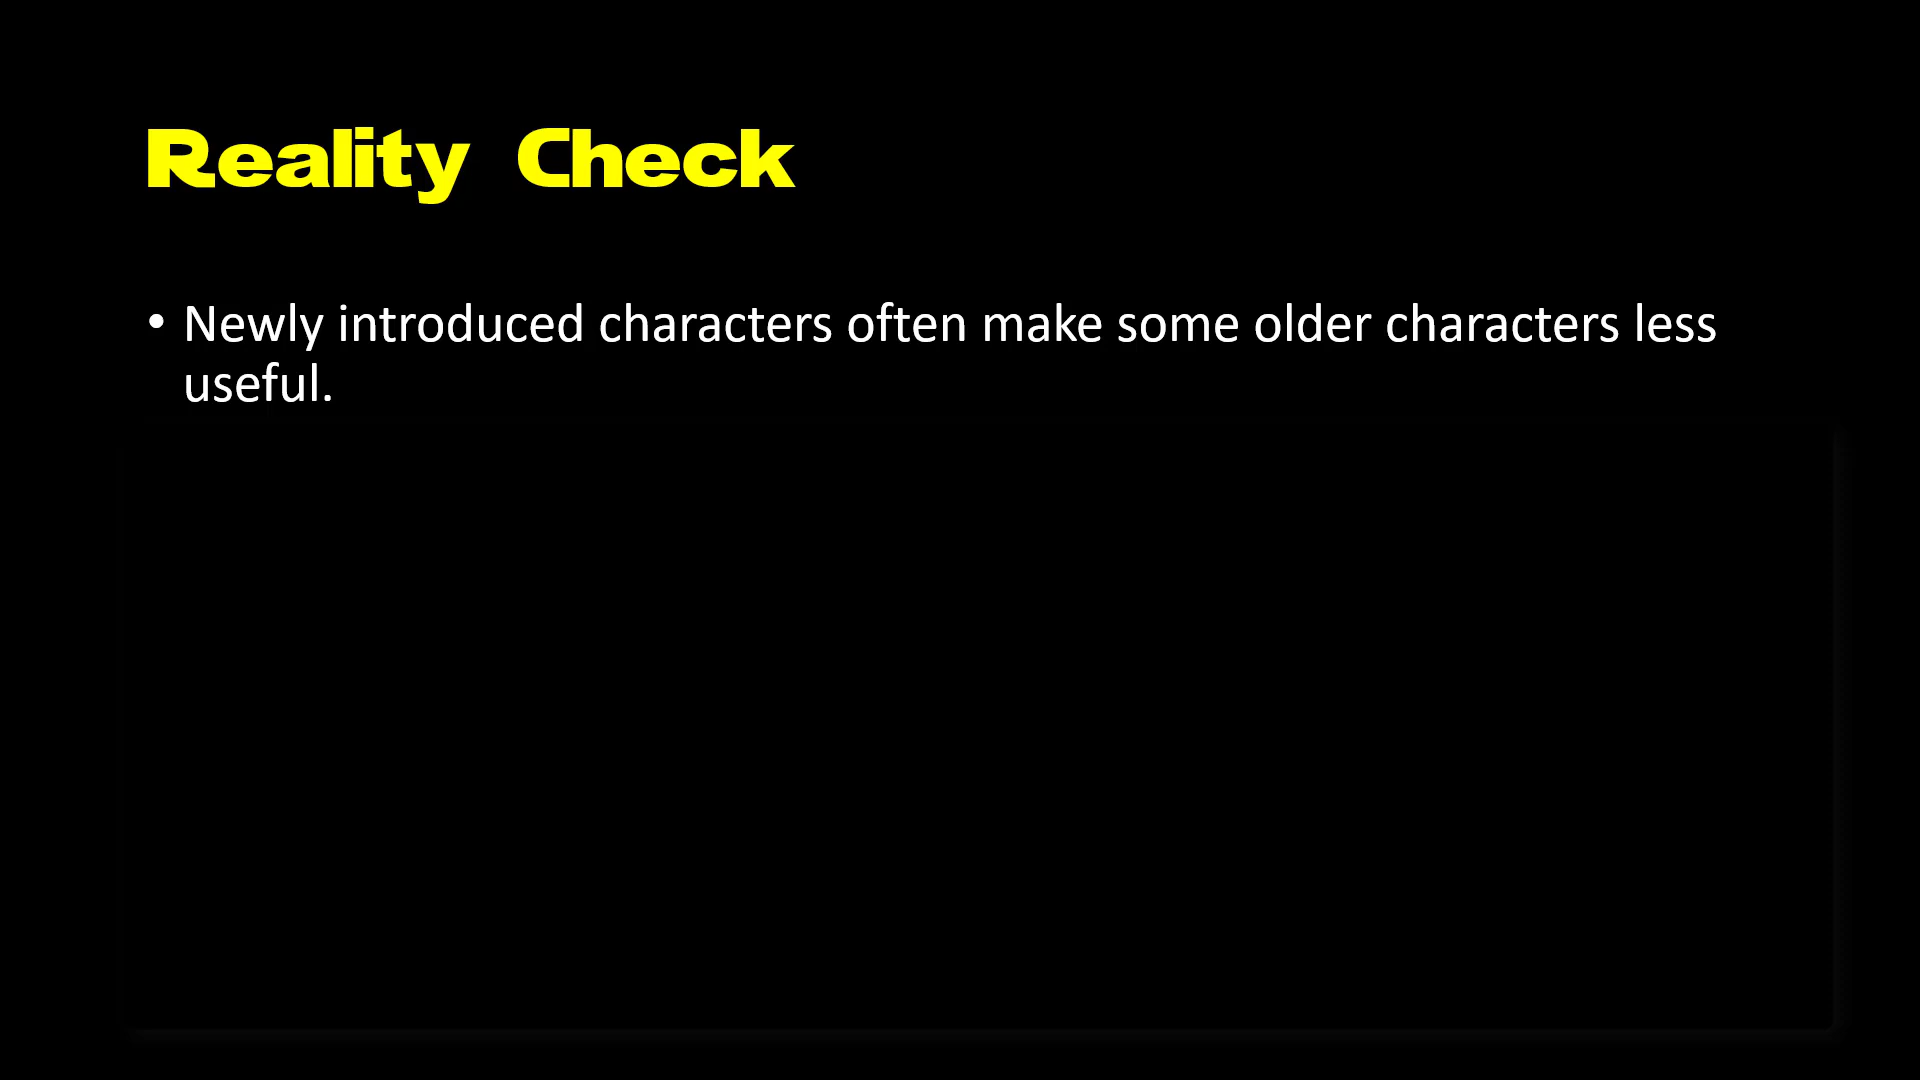 Reality Check
• Newly introduced characters often make some older characters less
useful.